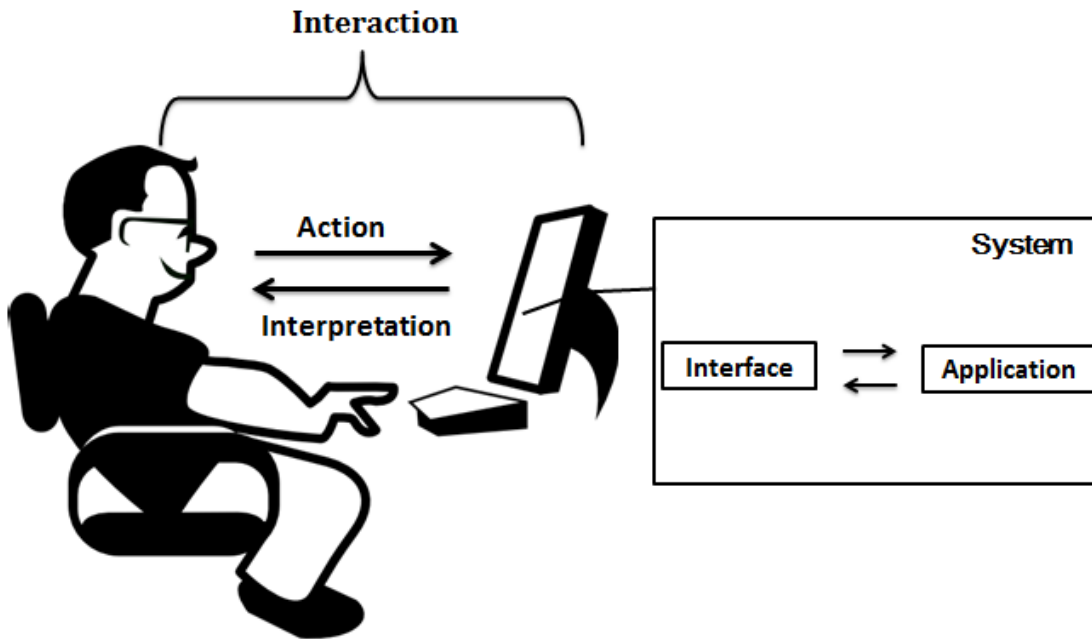 Interaction
Action
Interpretation
System
Interface
Application